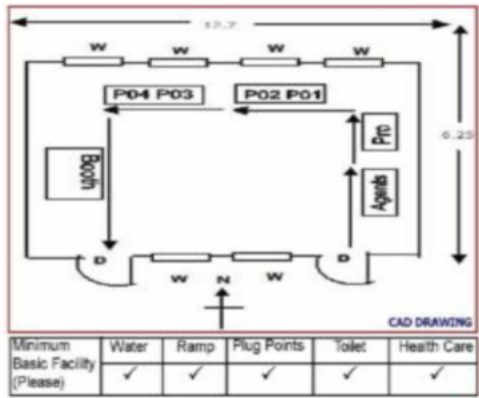 12.7
W W W W
P04 P03 P02 P01
6.25
Pro
Booth
Agents
D D
W N W
CAD DRAWING
Minimum Basic Facility (Please) Water Ramp Plug Points Toilet Health Care
✓ ✓ ✓ ✓ ✓